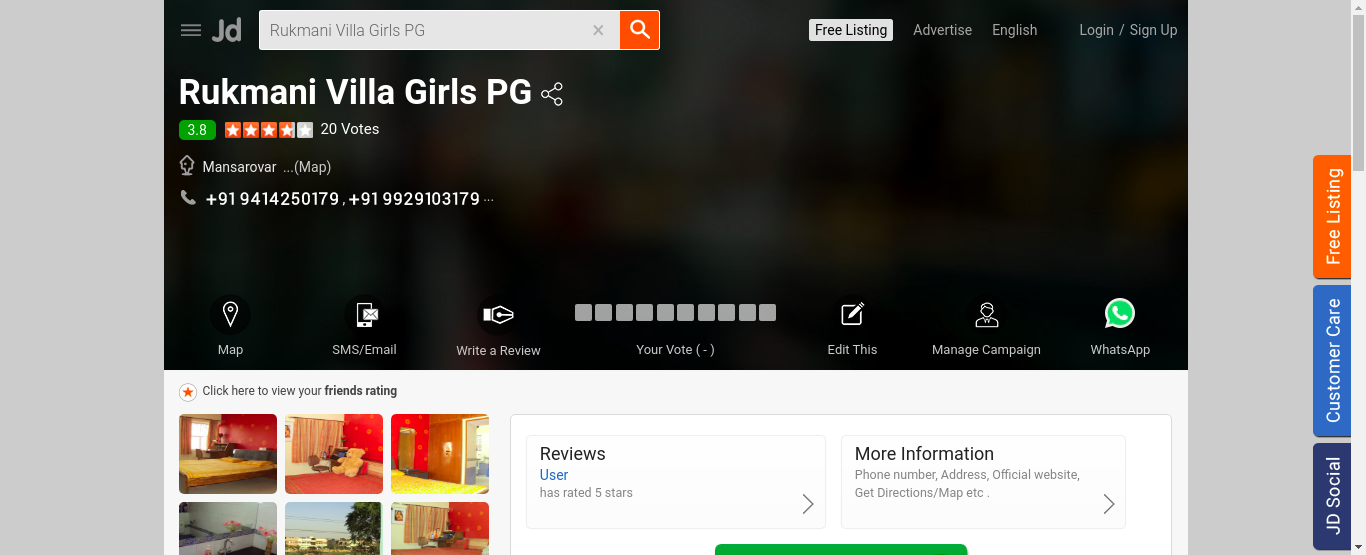 Jd Rukmani Villa Girls PG × Free Listing Advertise English Login / Sign Up
Rukmani Villa Girls PG
3.8 20 Votes
Mansarovar ...(Map)
+91 9414250179 , +91 9929103179 ...
Map SMS/Email Write a Review Your Vote ( - ) Edit This Manage Campaign WhatsApp
Click here to view your friends rating
Reviews
User
has rated 5 stars
More Information
Phone number, Address, Official website,
Get Directions/Map etc .
Free Listing
Customer Care
JD Social